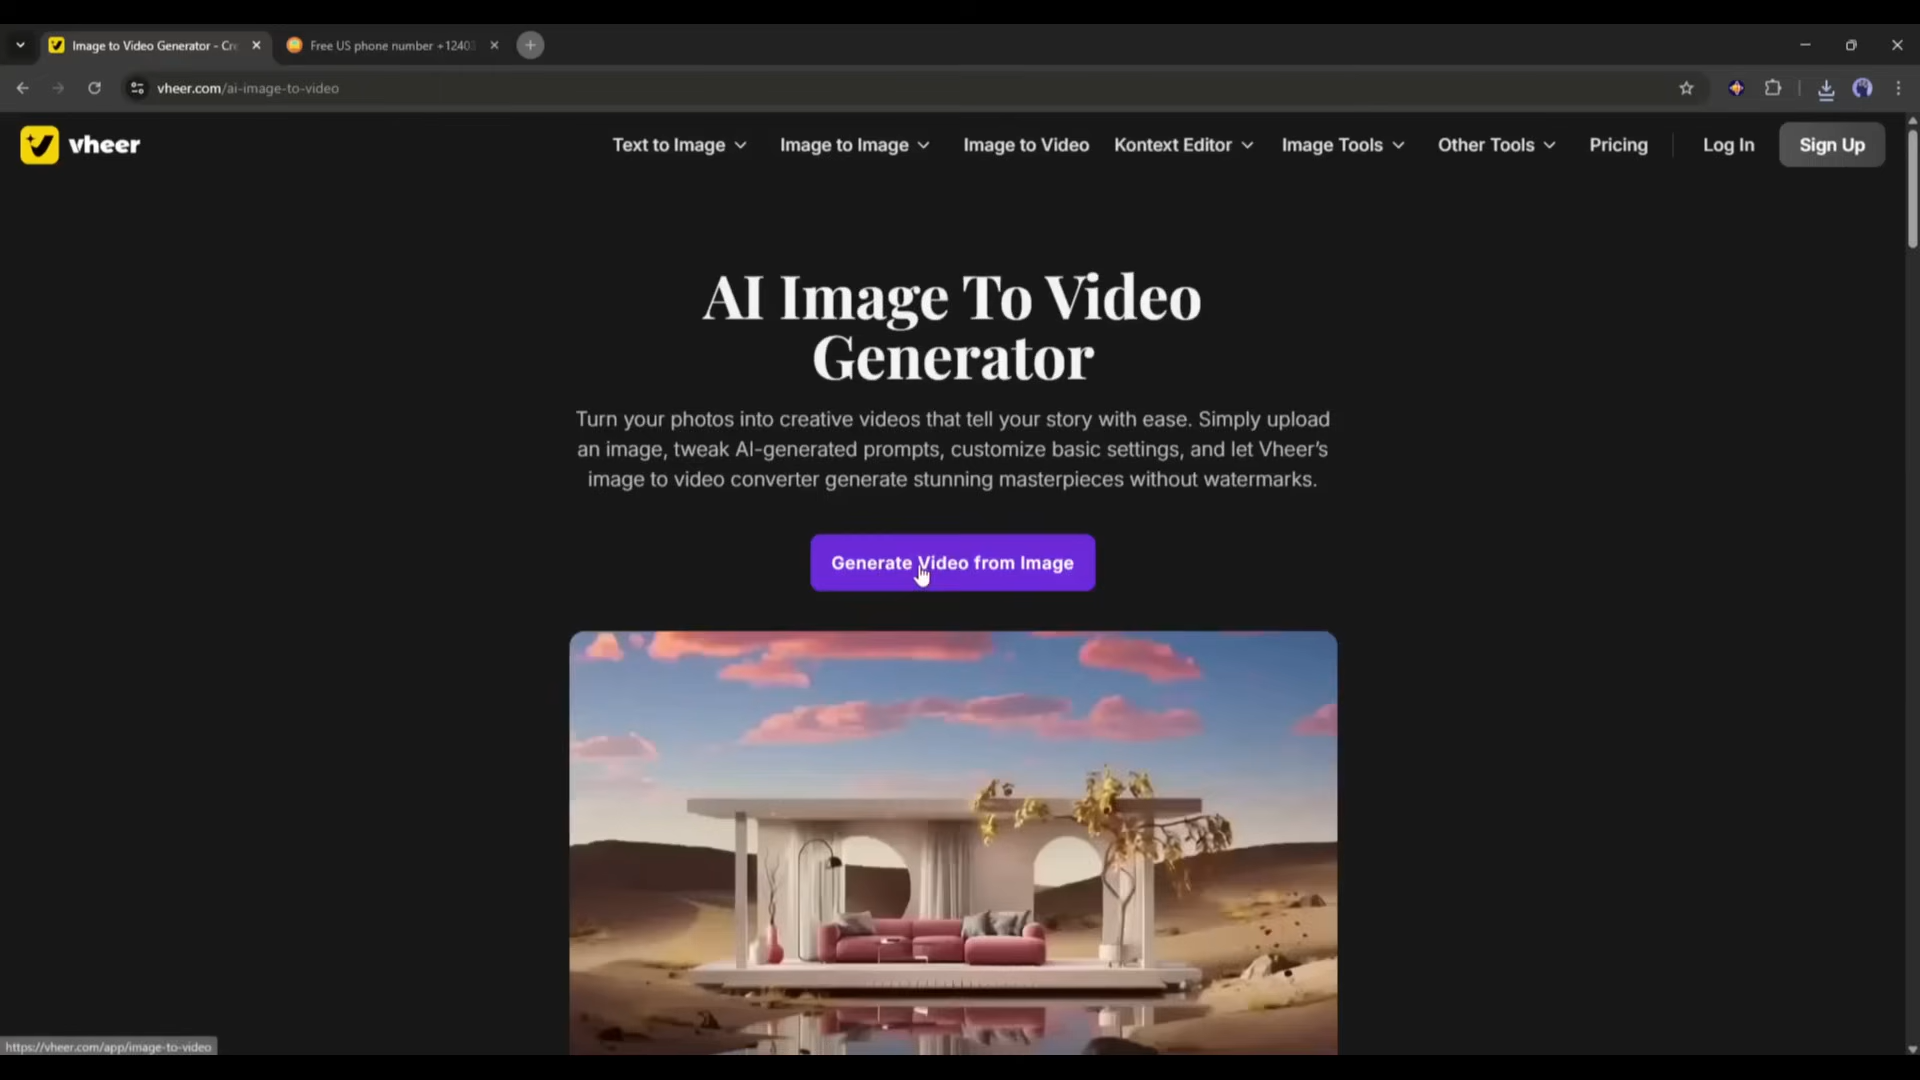 Image to Video Generator - Cr
Free US phone number +1240
vheer.com/ai-image-to-video
vheer
Text to Image
Image to Image
Image to Video
Kontext Editor
Image Tools
Other Tools
Pricing
Log In
Sign Up
AI Image To Video
Generator
Turn your photos into creative videos that tell your story with ease. Simply upload
an image, tweak AI-generated prompts, customize basic settings, and let Vheer's
image to video converter generate stunning masterpieces without watermarks.
Generate Video from Image
https://vheer.com/app/image-to-video